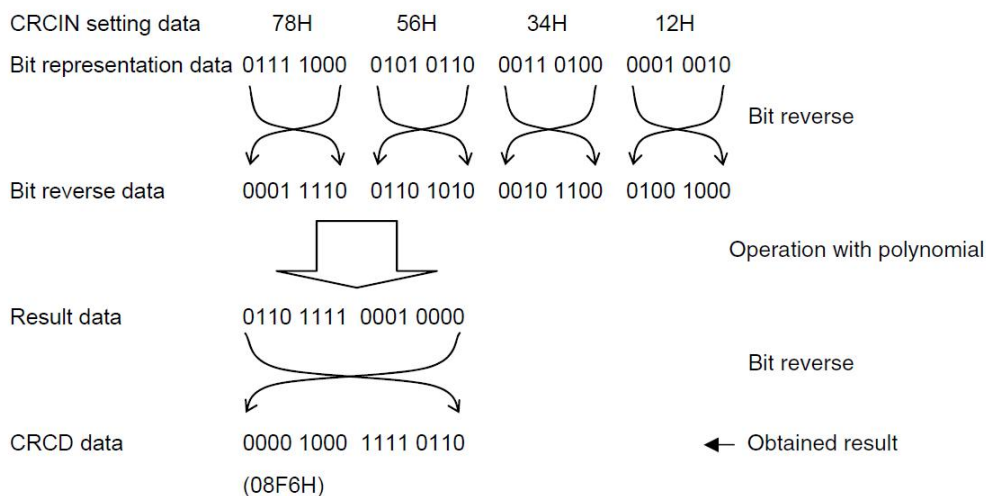 CRCIN setting data 78H 56H 34H 12H
Bit representation data 0111 1000 0101 0110 0011 0100 0001 0010
Bit reverse
Bit reverse data 0001 1110 0110 1010 0010 1100 0100 1000
Operation with polynomial
Result data 0110 1111 0001 0000
Bit reverse
CRCD data 0000 1000 1111 0110 Obtained result
(08F6H)